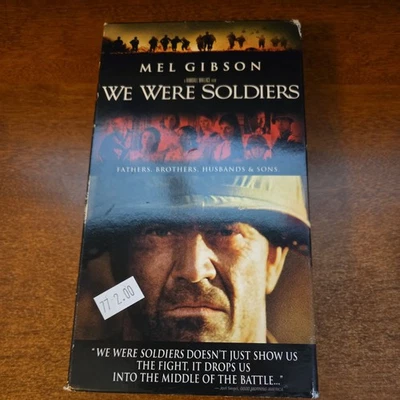 MEL GIBSON
WE WERE SOLDIERS
FATHERS, BROTHERS, HUSBANDS & SONS.
77 2.00
"WE WERE SOLDIERS DOESN'T JUST SHOW US
THE FIGHT, IT DROPS US
INTO THE MIDDLE OF THE BATTLE..."